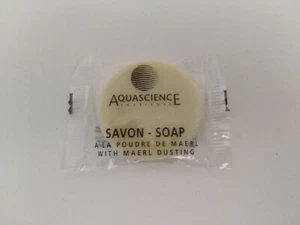 AQUASCIENCE
SAVON - SOAP
A LA POUDRE DE MAERL
WITH MAERL DUSTING